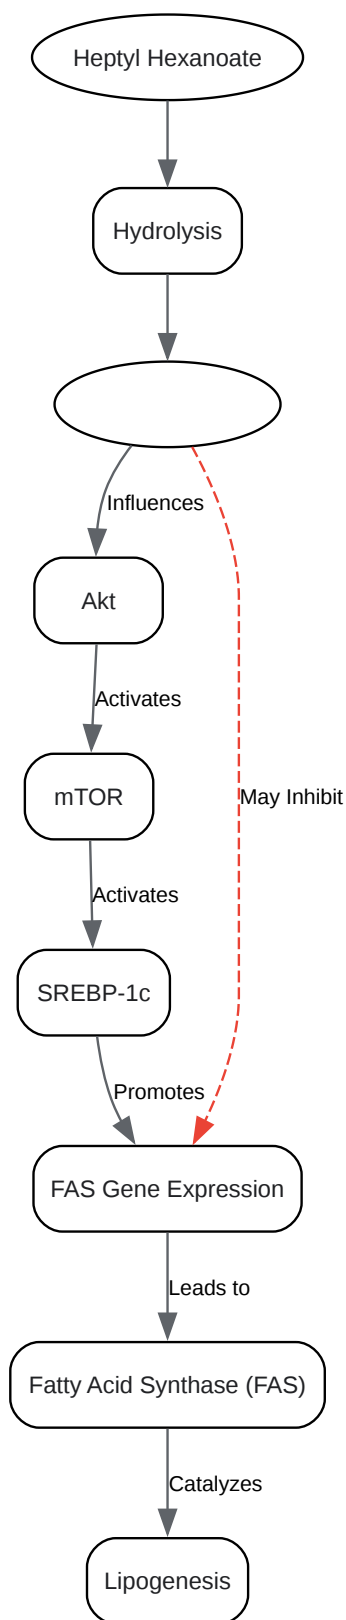 Heptyl Hexanoate
Hydrolysis
Influences
Akt
Activates
mTOR
May Inhibit
Activates
SREBP-1c
Promotes
FAS Gene Expression
Leads to
Fatty Acid Synthase (FAS)
Catalyzes
Lipogenesis